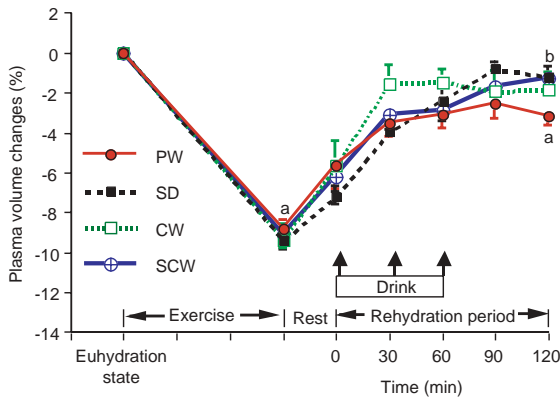 2
0
-2
-4
-6
-8
-10
-12
-14
Plasma volume changes (%)
PW
SD
CW
SCW
a
b
a
Drink
Exercise
Rest
Rehydration period
Euhydration
state
0
30
60
90
120
Time (min)